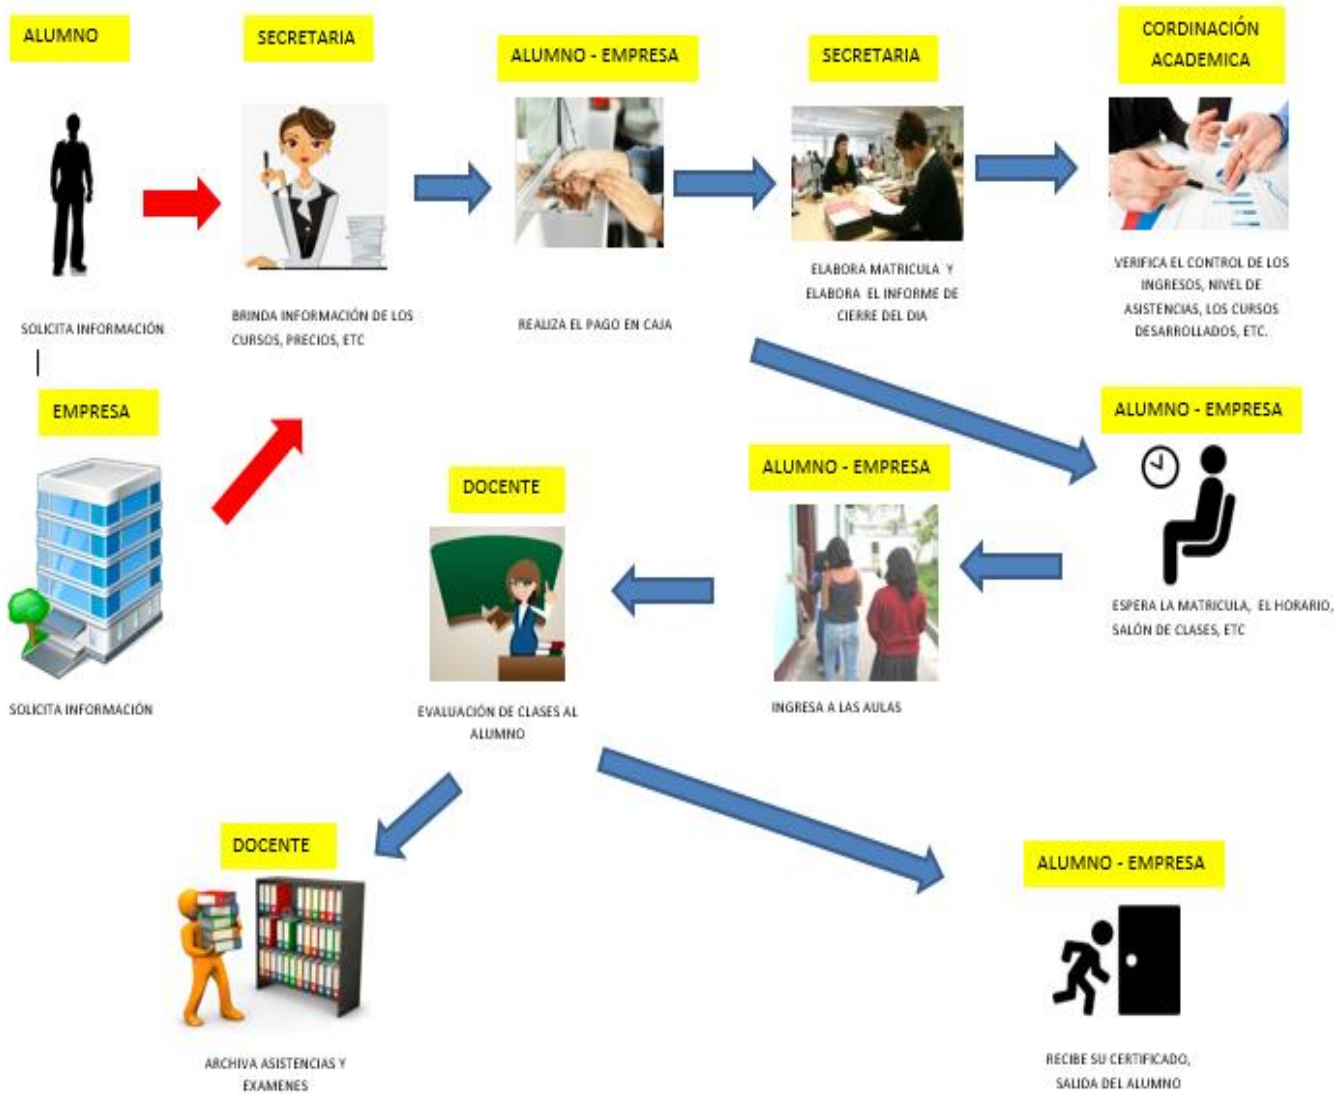 ALUMNO
SOLICITA INFORMACIÓN
SECRETARIA
BRINDA INFORMACIÓN DE LOS
CURSOS, PRECIOS, ETC
ALUMNO - EMPRESA
REALIZA EL PAGO EN CAJA
SECRETARIA
ELABORA MATRICULA Y
ELABORA EL INFORME DE
CIERRE DEL DIA
CORDINACIÓN
ACADEMICA
VERIFICA EL CONTROL DE LOS
INGRESOS, NIVEL DE
ASISTENCIAS, LOS CURSOS
DESARROLLADOS, ETC.
EMPRESA
SOLICITA INFORMACIÓN
ALUMNO - EMPRESA
ESPERA LA MATRICULA, EL HORARIO,
SALÓN DE CLASES, ETC
ALUMNO - EMPRESA
INGRESA A LAS AULAS
DOCENTE
EVALUACIÓN DE CLASES AL
ALUMNO
DOCENTE
ARCHIVA ASISTENCIAS Y
EXAMENES
ALUMNO - EMPRESA
RECIBE SU CERTIFICADO,
SALIDA DEL ALUMNO